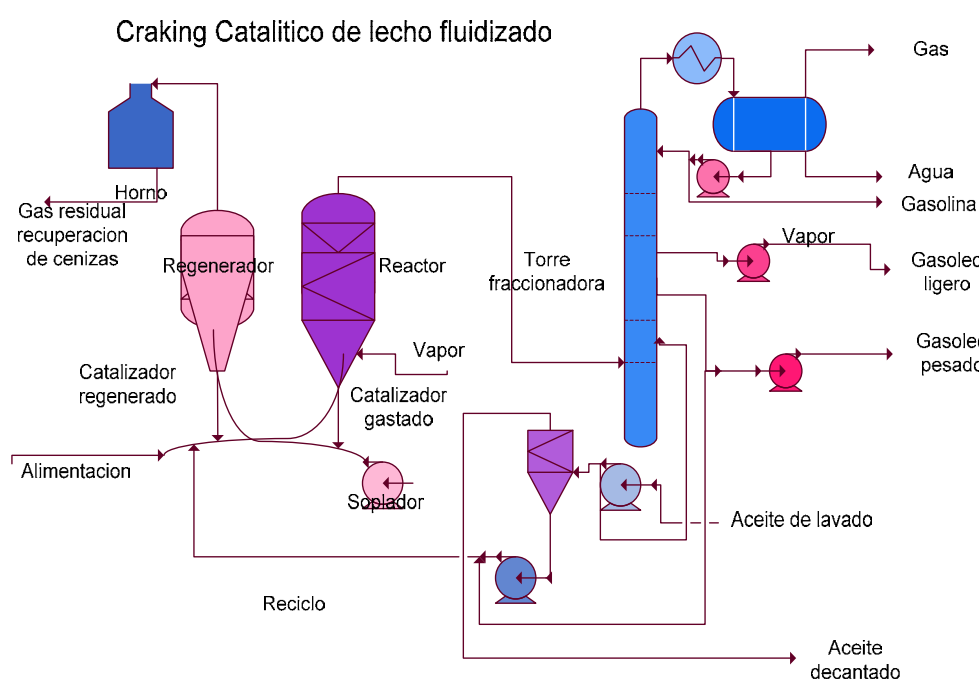 Craking Catalitico de lecho fluidizado
Gas
Agua
Gasolina
Horno
Gas residual
recuperacion
de cenizas
Regenerador
Reactor
Torre
fraccionadora
Vapor
Gasoleo
ligero
Vapor
Gasoleo
pesado
Catalizador
regenerado
Catalizador
gastado
Alimentacion
Soplador
Aceite de lavado
Reciclo
Aceite
decantado